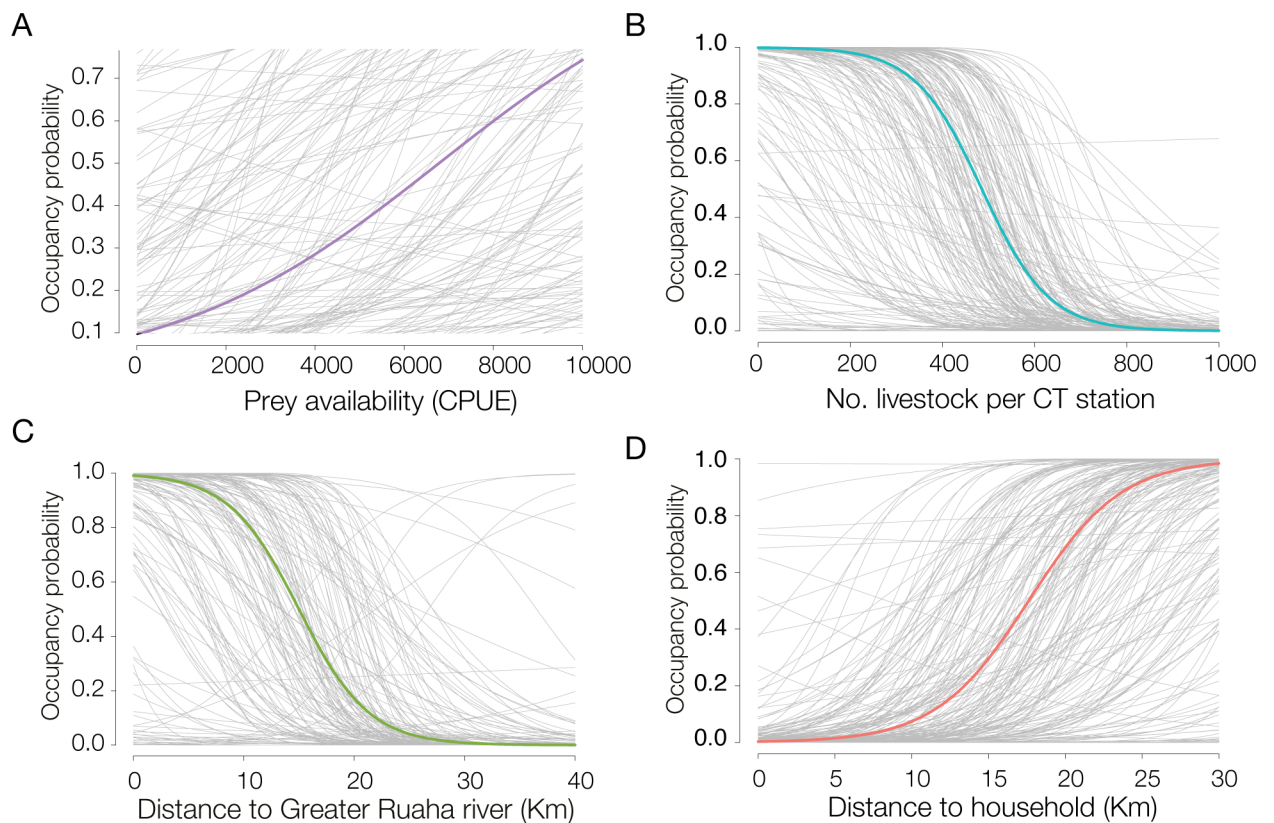 A
Occupancy probability
0.7
0.6
0.5
0.4
0.3
0.2
0.1
0 2000 4000 6000 8000 10000
Prey availability (CPUE)
B
Occupancy probability
1.0
0.8
0.6
0.4
0.2
0.0
0 200 400 600 800 1000
No. livestock per CT station
C
Occupancy probability
1.0
0.8
0.6
0.4
0.2
0.0
0 10 20 30 40
Distance to Greater Ruaha river (Km)
D
Occupancy probability
1.0
0.8
0.6
0.4
0.2
0.0
0 5 10 15 20 25 30
Distance to household (Km)